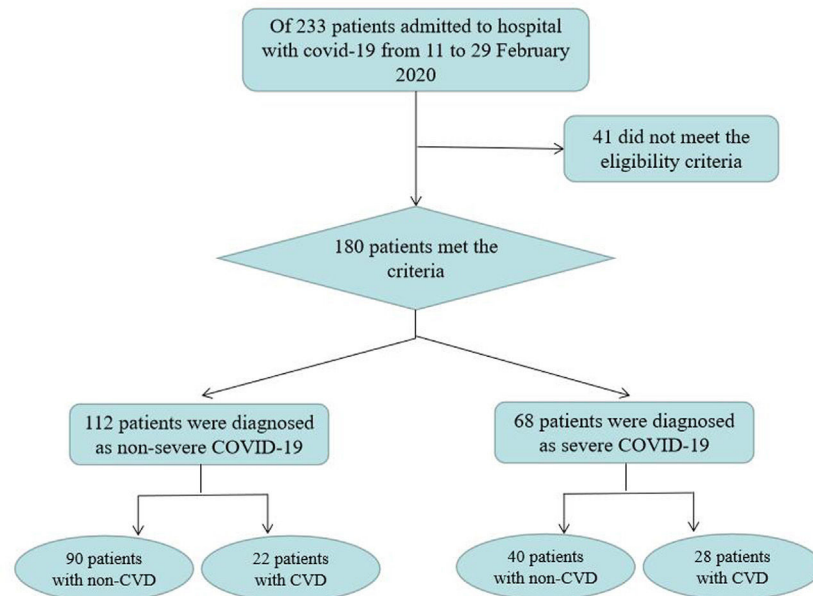 Of 233 patients admitted to hospital
with covid-19 from 11 to 29 February
2020
41 did not meet the
eligibility criteria
180 patients met the
criteria
112 patients were diagnosed
as non-severe COVID-19
68 patients were diagnosed
as severe COVID-19
90 patients
with non-CVD
22 patients
with CVD
40 patients
with non-CVD
28 patients
with CVD